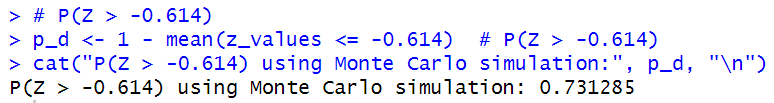 > # P(Z > -0.614)
> p_d <- 1 - mean(z_values <= -0.614)  # P(Z > -0.614)
> cat("P(Z > -0.614) using Monte Carlo simulation:", p_d, "\n")
P(Z > -0.614) using Monte Carlo simulation: 0.731285